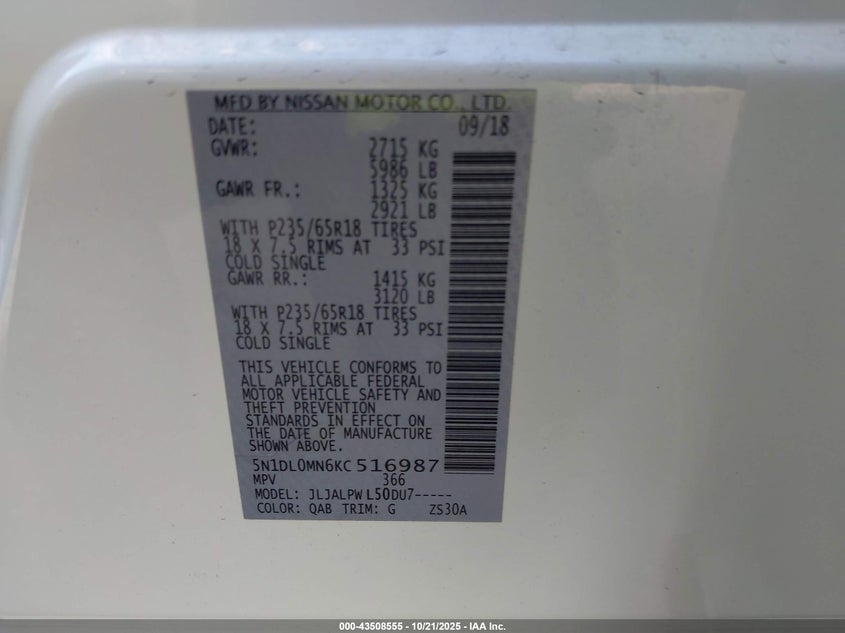 MFD BY NISSAN MOTOR CO., LTD.
DATE: 09/18
GVWR: 2715 KG
5986 LB
GAWR FR.: 1325 KG
2921 LB
WITH P235/65R18 TIRES
18 X 7.5 RIMS AT 33 PSI
COLD SINGLE
GAWR RR.: 1415 KG
3120 LB
WITH P235/65R18 TIRES
18 X 7.5 RIMS AT 33 PSI
COLD SINGLE
THIS VEHICLE CONFORMS TO
ALL APPLICABLE FEDERAL
MOTOR VEHICLE SAFETY AND
THEFT PREVENTION
STANDARDS IN EFFECT ON
THE DATE OF MANUFACTURE
SHOWN ABOVE.
5N1DL0MN6KC 516987
MPV 366
MODEL: JLJALPW L50DU7-----
COLOR: QAB TRIM: G ZS30A
000-43508555 - 10/21/2025 - IAA Inc.